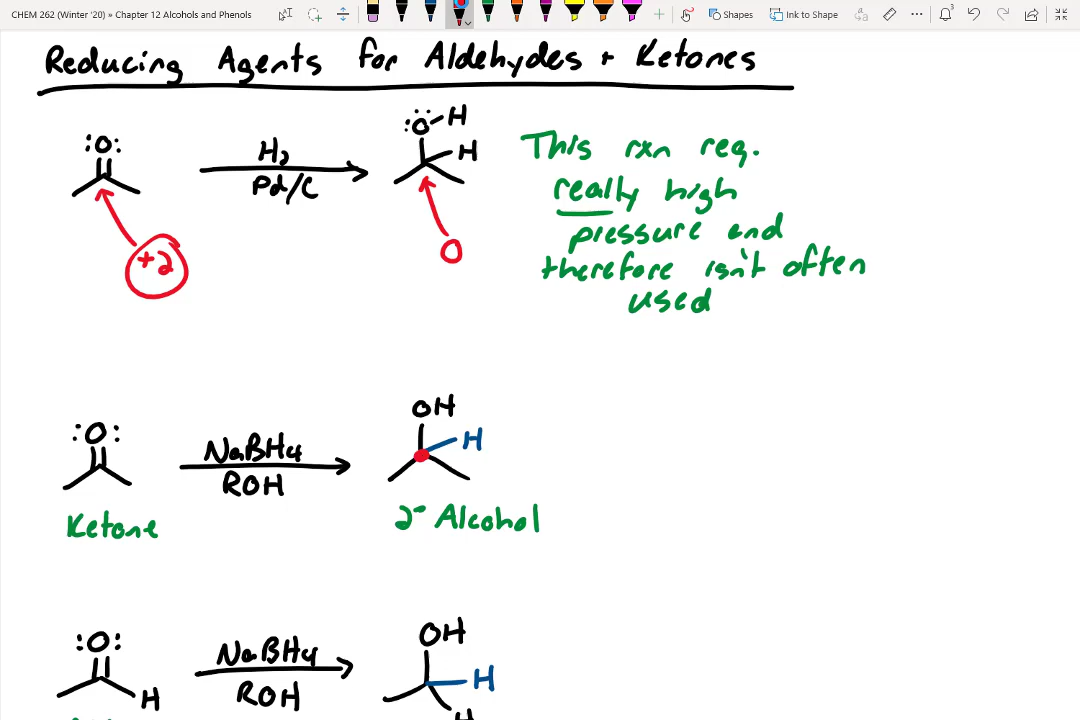 CHEM 262 (Winter '20) » Chapter 12 Alcohols and Phenols
Shapes
Ink to Shape
3
Reducing Agents for Aldehydes + Ketones
:O:
H₂
Pd/C
:Ö-H
H
+2
O
This rxn req.
really high
pressure and
therefore isn't often
used
:O:
NaBH4
ROH
OH
H
Ketone
2° Alcohol
:O:
H
NaBH4
ROH
OH
H
H